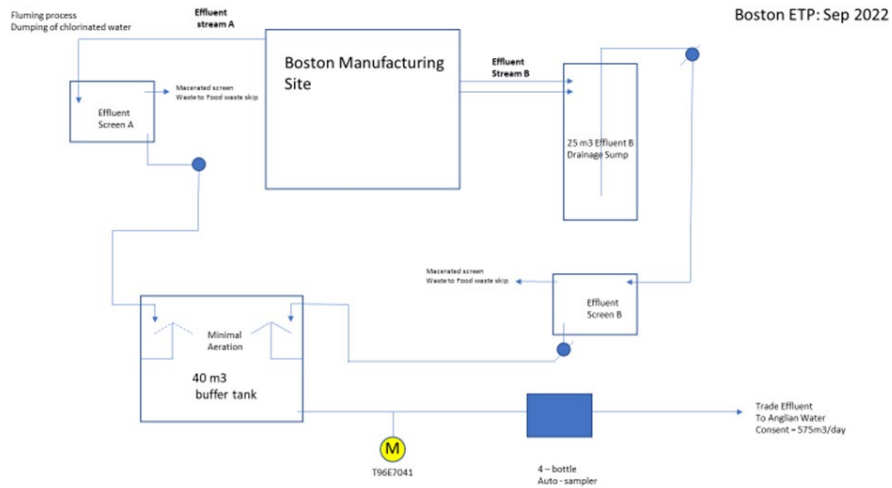 Boston ETP: Sep 2022
Fluming process
Dumping of chlorinated water
Effluent
stream A
Boston Manufacturing
Site
Effluent
Stream B
Macerated screen
Waste to Food waste skip
Effluent
Screen A
25 m3 Effluent B
Drainage Sump
Macerated screen
Waste to Food waste skip
Effluent
Screen B
Minimal
Aeration
40 m3
buffer tank
Trade Effluent
To Anglian Water
Consent = 575m3/day
M
T96E7041
4 – bottle
Auto - sampler